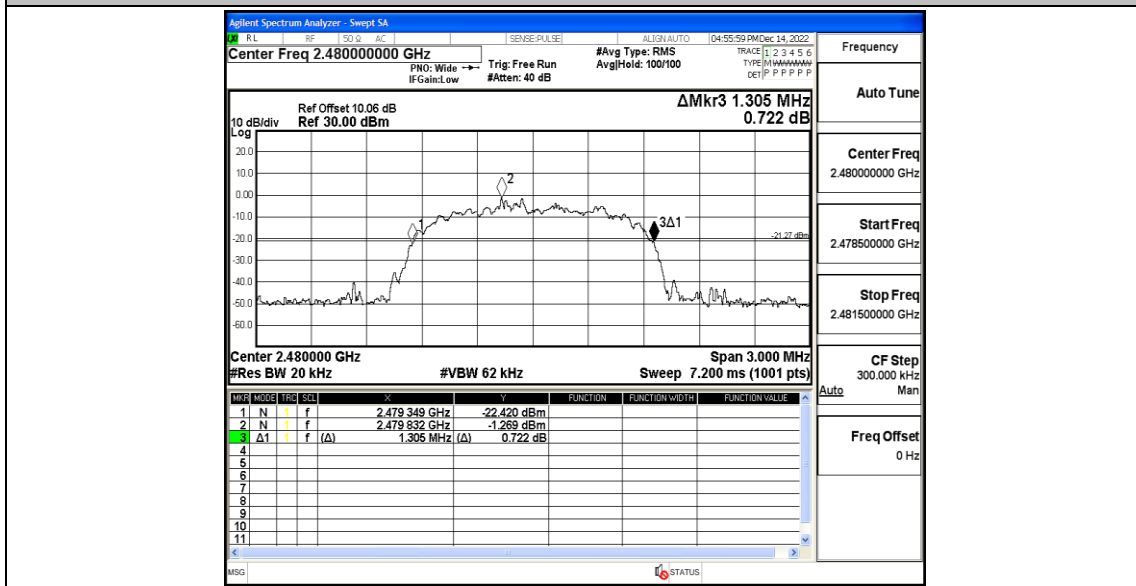 Agilent Spectrum Analyzer - Swept SA
RL RF 50 Ω AC SENSE:PULSE ALIGN AUTO 04:55:59 PM Dec 14, 2022
Center Freq 2.480000000 GHz
PNO: Wide
IFGain:Low
Trig: Free Run
#Atten: 40 dB
#Avg Type: RMS
Avg|Hold: 100/100
TRACE 1 2 3 4 5 6
TYPE M W W W W W
DET P P P P P P
Ref Offset 10.06 dB
10 dB/div Ref 30.00 dBm
Log
ΔMkr3 1.305 MHz
0.722 dB
20.0
10.0
0.00
-10.0
-20.0
-30.0
-40.0
-50.0
-60.0
1
2
3Δ1
-21.27 dBm
Center 2.480000 GHz Span 3.000 MHz
#Res BW 20 kHz #VBW 62 kHz Sweep 7.200 ms (1001 pts)
MKR MODE TRC SCL X Y FUNCTION FUNCTION WIDTH FUNCTION VALUE
1 N 1 f 2.479 349 GHz -22.420 dBm
2 N 1 f 2.479 832 GHz -1.269 dBm
3 Δ1 1 f (Δ) 1.305 MHz (Δ) 0.722 dB
4
5
6
7
8
9
10
11
MSG STATUS
Frequency
Auto Tune
Center Freq
2.480000000 GHz
Start Freq
2.478500000 GHz
Stop Freq
2.481500000 GHz
CF Step
300.000 kHz
Auto Man
Freq Offset
0 Hz